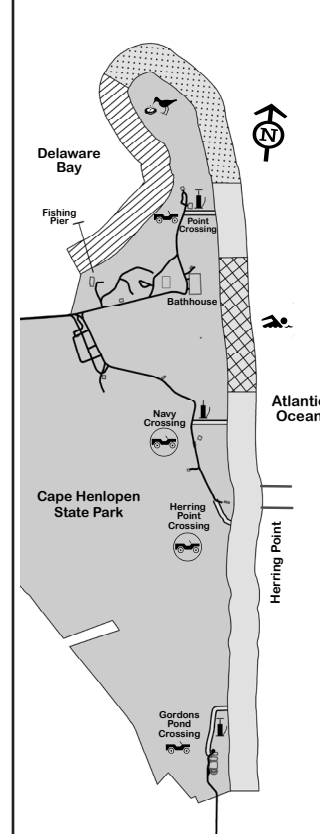 N
Delaware
Bay
Fishing
Pier
Point
Crossing
Bathhouse
Atlantic
Ocean
Navy
Crossing
Cape Henlopen
State Park
Herring
Point
Crossing
Herring Point
Gordons
Pond
Crossing